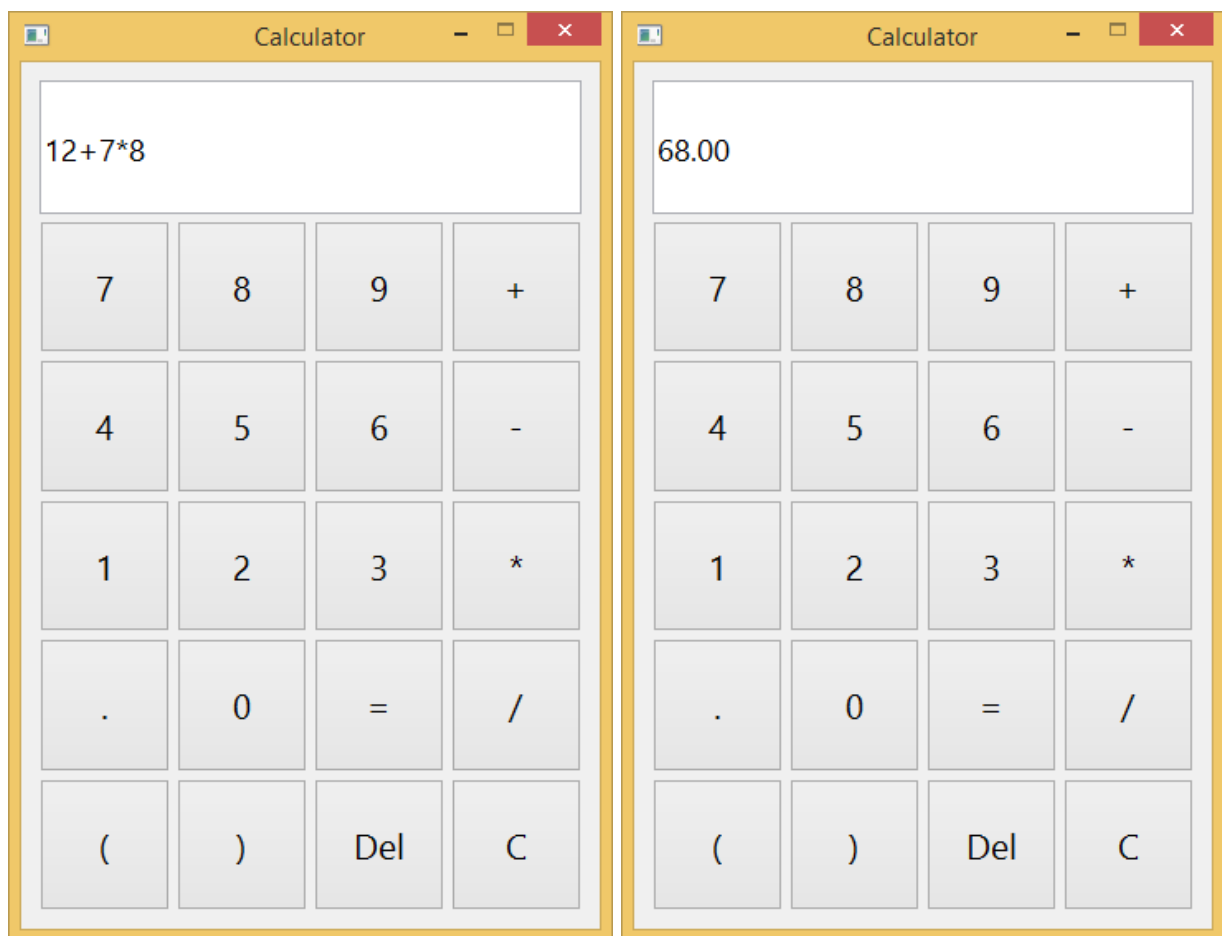 Calculator
12+7*8
7 8 9 +
4 5 6 -
1 2 3 *
. 0 = /
( ) Del C
Calculator
68.00
7 8 9 +
4 5 6 -
1 2 3 *
. 0 = /
( ) Del C